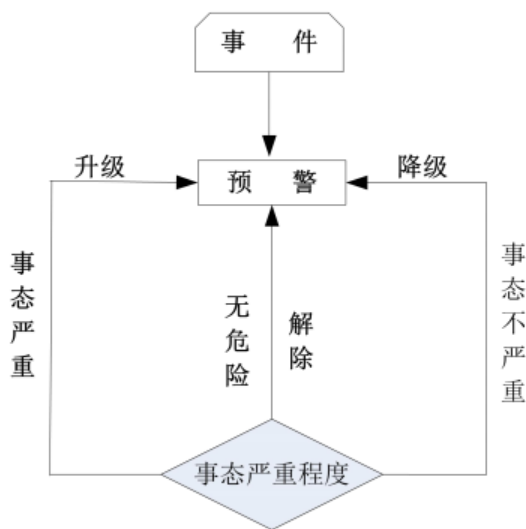 事 件
升级
预 警
降级
事态严重
无危险
解除
事态不严重
事态严重程度